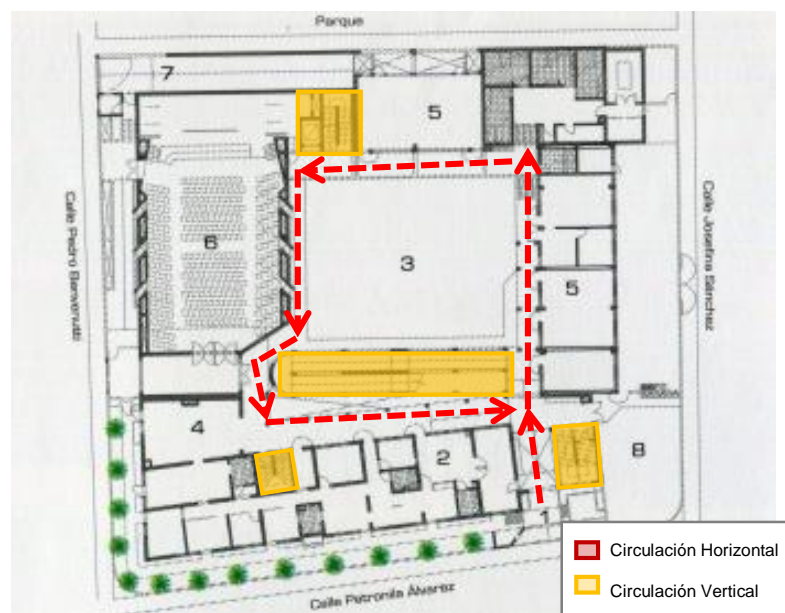 Parque
7
5
6
3
5
Calle Pedro Benvenutti
Calle Josefina Sánchez
4
2
8
1
Calle Petronila Álvarez
Circulación Horizontal
Circulación Vertical